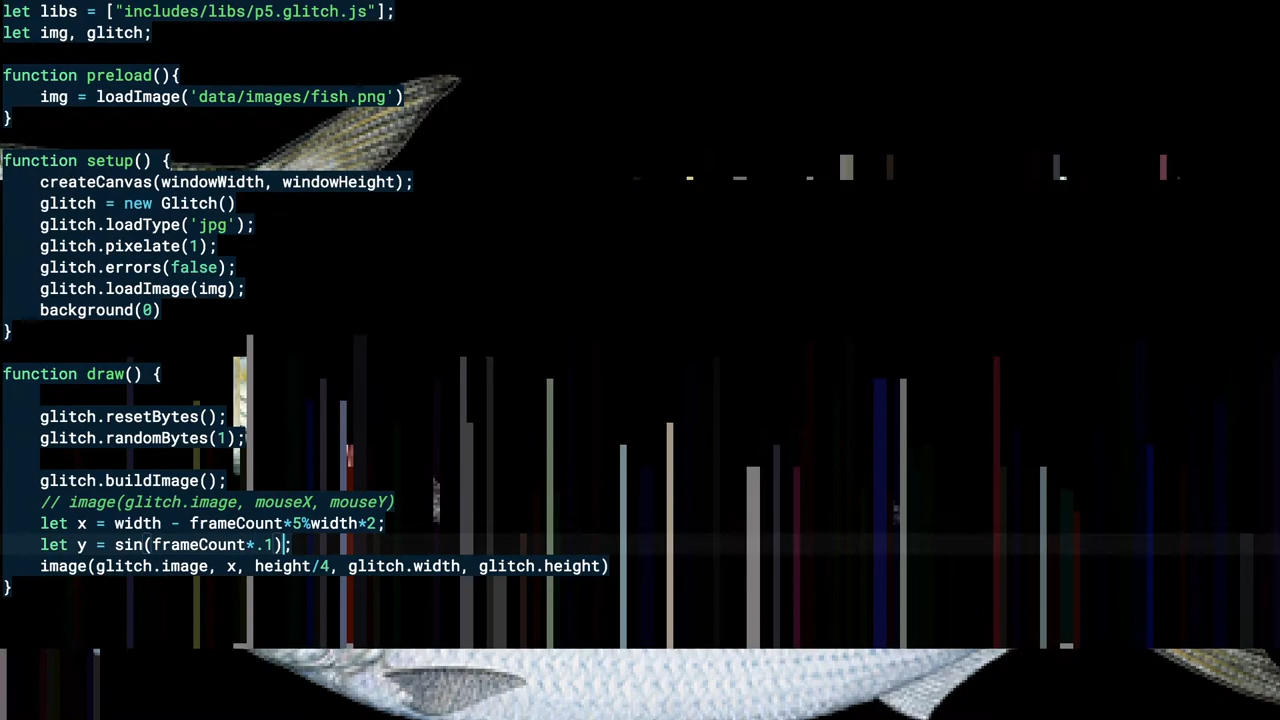 let libs = ["includes/libs/p5.glitch.js"];
let img, glitch;
function preload(){
img = loadImage('data/images/fish.png')
}
function setup() {
createCanvas(windowWidth, windowHeight);
glitch = new Glitch()
glitch.loadType('jpg');
glitch.pixelate(1);
glitch.errors(false);
glitch.loadImage(img);
background(0)
}
function draw() {
glitch.resetBytes();
glitch.randomBytes(1);
glitch.buildImage();
// image(glitch.image, mouseX, mouseY)
let x = width - frameCount*5%width*2;
let y = sin(frameCount*.1);
image(glitch.image, x, height/4, glitch.width, glitch.height)
}